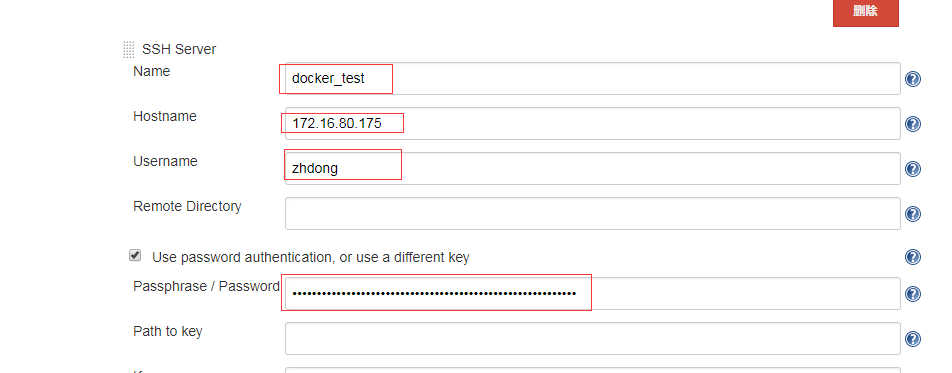 删除
SSH Server
Name docker_test
Hostname 172.16.80.175
Username zhdong
Remote Directory
Use password authentication, or use a different key
Passphrase / Password ••••••••••••••••••••••••••••••••••••••••••••••••••••••••••
Path to key